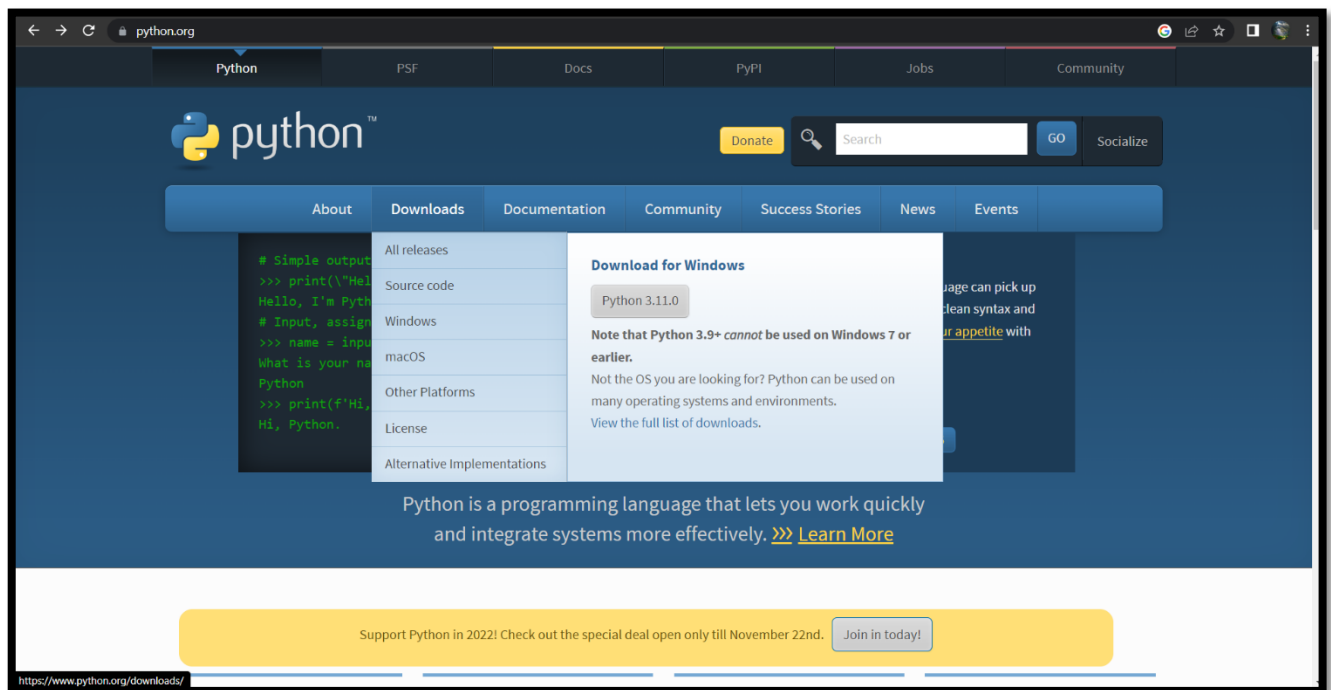 python.org
Python PSF Docs PyPI Jobs Community
python™
Donate Search GO Socialize
About Downloads Documentation Community Success Stories News Events
All releases
Source code
Windows
macOS
Other Platforms
License
Alternative Implementations
Download for Windows
Python 3.11.0
Note that Python 3.9+ cannot be used on Windows 7 or
earlier.
Not the OS you are looking for? Python can be used on
many operating systems and environments.
View the full list of downloads.
# Simple output
>>> print(\"Hel
Hello, I'm Pyth
# Input, assign
>>> name = inpu
What is your na
Python
>>> print(f'Hi,
Hi, Python.
uage can pick up
clean syntax and
ur appetite with
Python is a programming language that lets you work quickly
and integrate systems more effectively. >>> Learn More
Support Python in 2022! Check out the special deal open only till November 22nd. Join in today!
https://www.python.org/downloads/